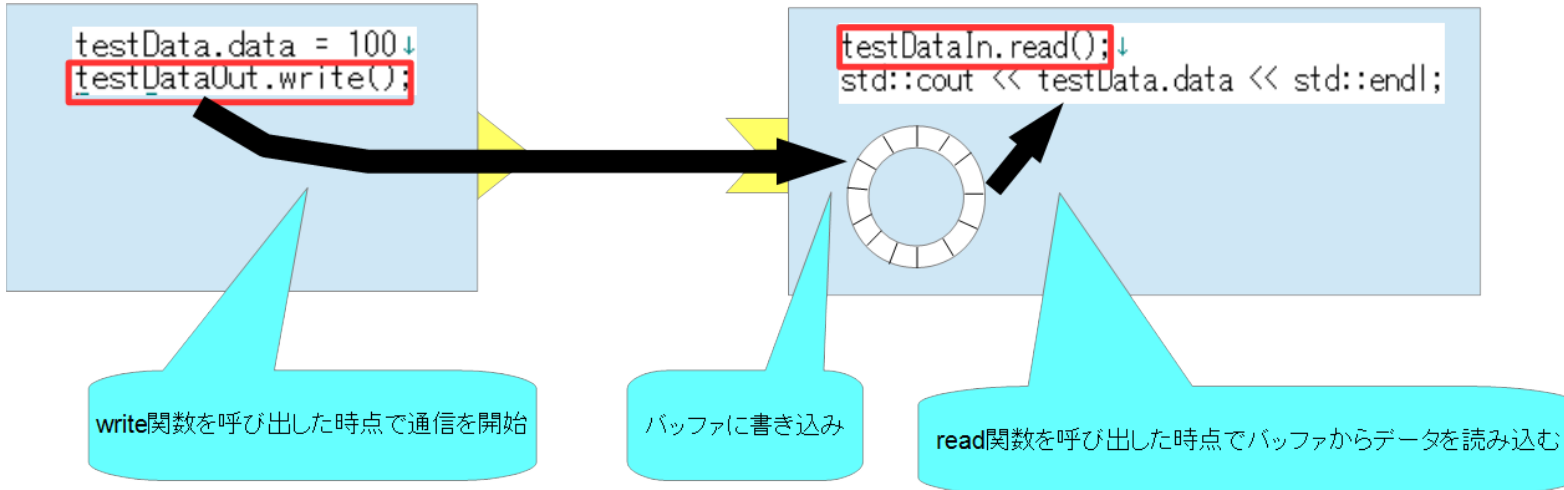 testData.data = 100↓
testDataOut.write();
testDataIn.read();↓
std::cout << testData.data << std::endl;
write関数を呼び出した時点で通信を開始
バッファに書き込み
read関数を呼び出した時点でバッファからデータを読み込む